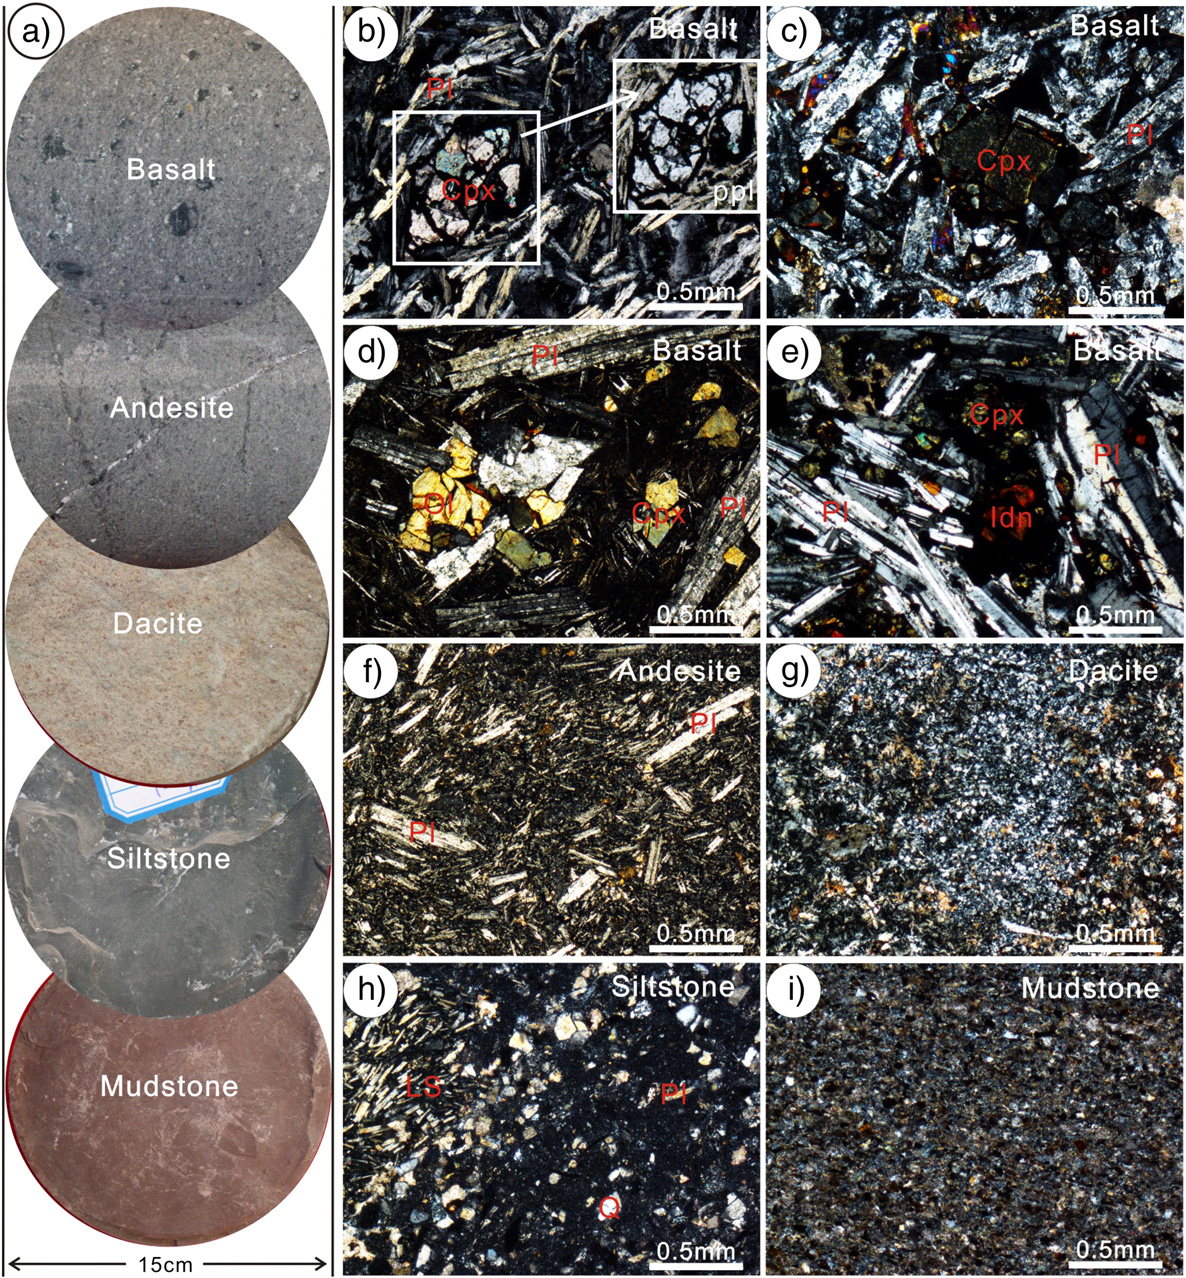 a)
Basalt
Andesite
Dacite
Siltstone
Mudstone
15cm
b)
Basalt
Pl
Cpx
ppl
0.5mm
c)
Basalt
Pl
Cpx
0.5mm
d)
Basalt
Pl
Ol
Cpx
Pl
0.5mm
e)
Basalt
Cpx
Pl
Pl
Idn
0.5mm
f)
Andesite
Pl
Pl
0.5mm
g)
Dacite
0.5mm
h)
Siltstone
LS
Pl
Q
0.5mm
i)
Mudstone
0.5mm